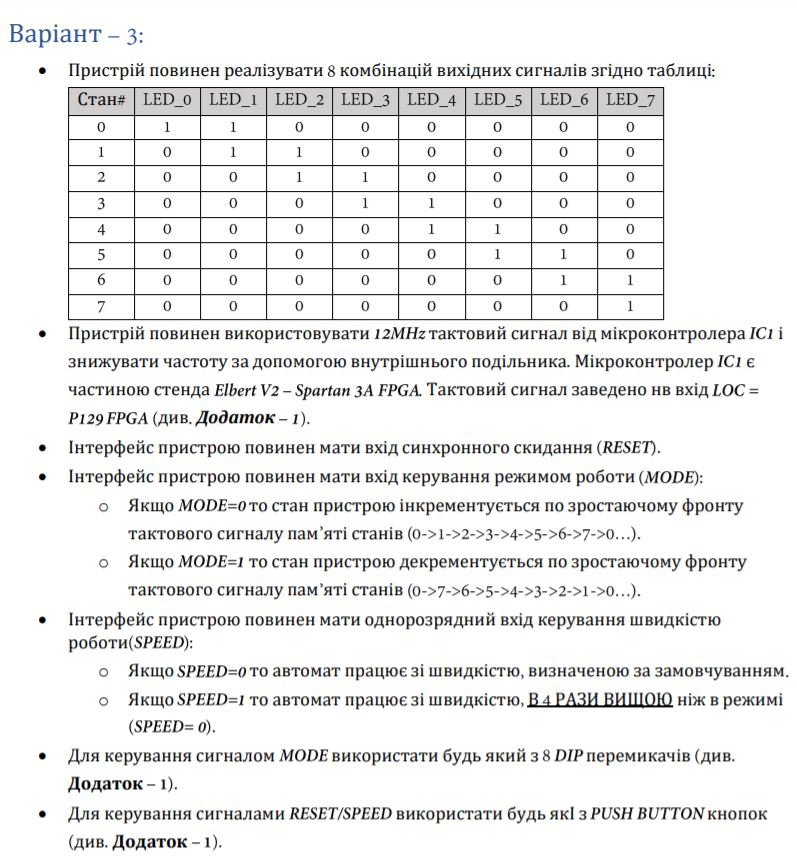 Варіант – 3:
• Пристрій повинен реалізувати 8 комбінацій вихідних сигналів згідно таблиці:
Стан# LED_0 LED_1 LED_2 LED_3 LED_4 LED_5 LED_6 LED_7
0 1 1 0 0 0 0 0 0
1 0 1 1 0 0 0 0 0
2 0 0 1 1 0 0 0 0
3 0 0 0 1 1 0 0 0
4 0 0 0 0 1 1 0 0
5 0 0 0 0 0 1 1 0
6 0 0 0 0 0 0 1 1
7 0 0 0 0 0 0 0 1
• Пристрій повинен використовувати 12MHz тактовий сигнал від мікроконтролера IC1 і
знижувати частоту за допомогою внутрішнього подільника. Мікроконтролер IC1 є
частиною стенда Elbert V2 – Spartan 3A FPGA. Тактовий сигнал заведено нв вхід LOC =
P129 FPGA (див. Додаток – 1).
• Інтерфейс пристрою повинен мати вхід синхронного скидання (RESET).
• Інтерфейс пристрою повинен мати вхід керування режимом роботи (MODE):
o Якщо MODE=0 то стан пристрою інкрементується по зростаючому фронту
тактового сигналу пам’яті станів (0->1->2->3->4->5->6->7->0…).
o Якщо MODE=1 то стан пристрою декрементується по зростаючому фронту
тактового сигналу пам’яті станів (0->7->6->5->4->3->2->1->0…).
• Інтерфейс пристрою повинен мати однорозрядний вхід керування швидкістю
роботи(SPEED):
o Якщо SPEED=0 то автомат працює зі швидкістю, визначеною за замовчуванням.
o Якщо SPEED=1 то автомат працює зі швидкістю, В 4 РАЗИ ВИЩОЮ ніж в режимі
(SPEED= 0).
• Для керування сигналом MODE використати будь який з 8 DIP перемикачів (див.
Додаток – 1).
• Для керування сигналами RESET/SPEED використати будь якІ з PUSH BUTTON кнопок
(див. Додаток – 1).